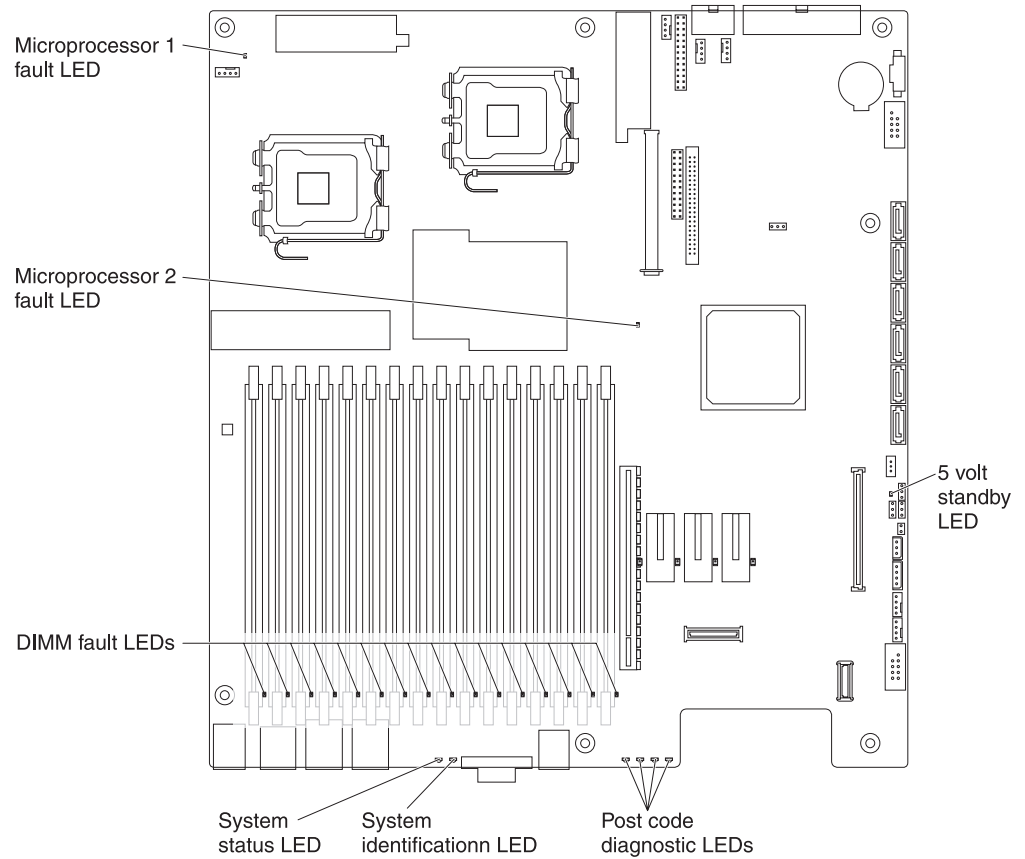 Microprocessor 1
fault LED
Microprocessor 2
fault LED
5 volt
standby
LED
DIMM fault LEDs
System
status LED
System
identificationn LED
Post code
diagnostic LEDs